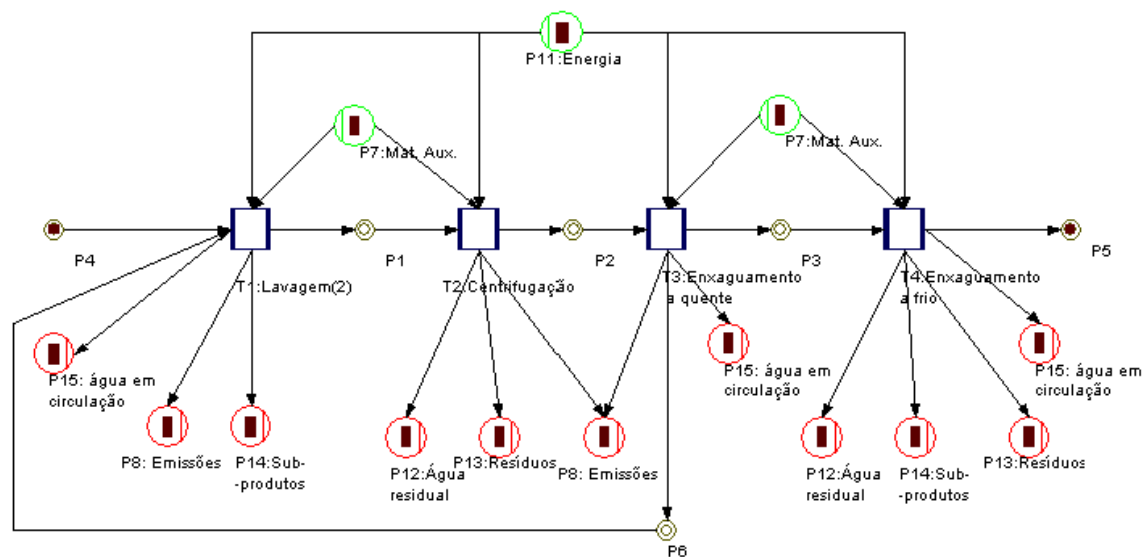 P11:Energia
P7:Mat. Aux.
P7:Mat. Aux.
P4
P1
P2
P3
P5
T1:Lavagem(2)
T2:Centrifugação
T3:Enxaguamento
a quente
T4:Enxaguamento
a frio
P15: água em
circulação
P15: água em
circulação
P15: água em
circulação
P8: Emissões
P14:Sub-
-produtos
P12:Água
residual
P13:Resíduos
P8: Emissões
P12:Água
residual
P14:Sub-
-produtos
P13:Resíduos
P6